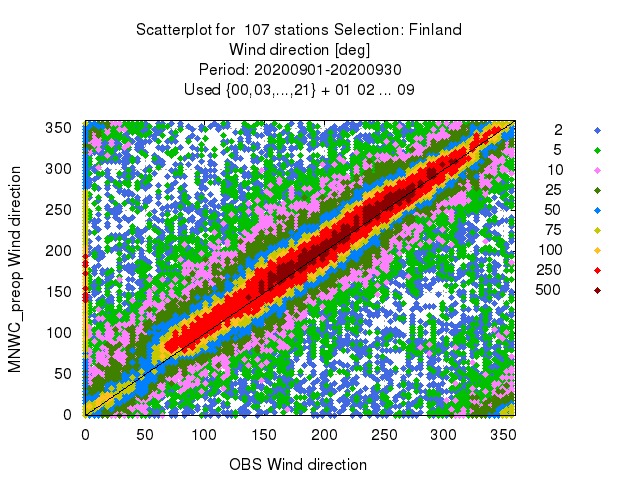 Scatterplot for 107 stations Selection: Finland
Wind direction [deg]
Period: 20200901-20200930
Used {00,03,...,21} + 01 02 ... 09
MNWC_preop Wind direction
350
300
250
200
150
100
50
0
0 50 100 150 200 250 300 350
OBS Wind direction
2
5
10
25
50
75
100
250
500